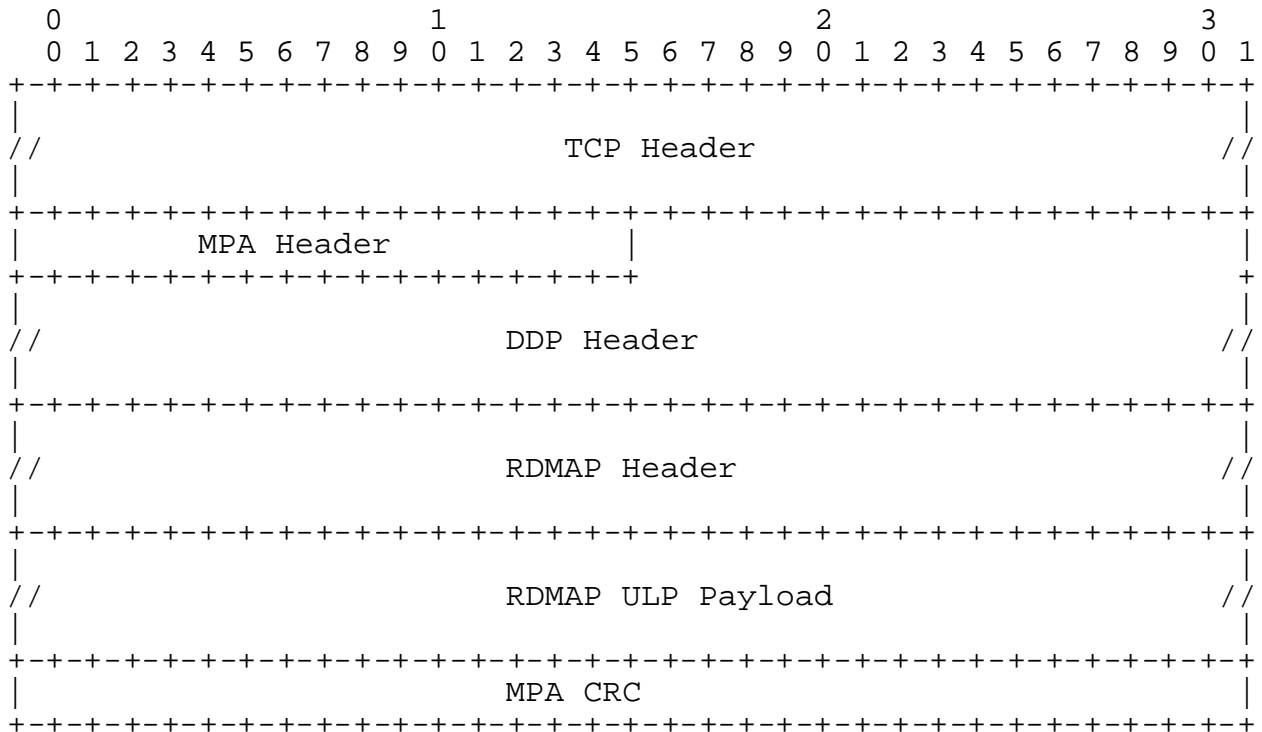 0                   1                   2                   3
 0 1 2 3 4 5 6 7 8 9 0 1 2 3 4 5 6 7 8 9 0 1 2 3 4 5 6 7 8 9 0 1
+-+-+-+-+-+-+-+-+-+-+-+-+-+-+-+-+-+-+-+-+-+-+-+-+-+-+-+-+-+-+-+-+
|                                                               |
//                           TCP Header                        //
|                                                               |
+-+-+-+-+-+-+-+-+-+-+-+-+-+-+-+-+-+-+-+-+-+-+-+-+-+-+-+-+-+-+-+-+
|         MPA Header            |                               |
+-+-+-+-+-+-+-+-+-+-+-+-+-+-+-+-+                               +
|                                                               |
//                        DDP Header                           //
|                                                               |
+-+-+-+-+-+-+-+-+-+-+-+-+-+-+-+-+-+-+-+-+-+-+-+-+-+-+-+-+-+-+-+-+
|                                                               |
//                        RDMAP Header                         //
|                                                               |
+-+-+-+-+-+-+-+-+-+-+-+-+-+-+-+-+-+-+-+-+-+-+-+-+-+-+-+-+-+-+-+-+
|                                                               |
//                        RDMAP ULP Payload                    //
|                                                               |
+-+-+-+-+-+-+-+-+-+-+-+-+-+-+-+-+-+-+-+-+-+-+-+-+-+-+-+-+-+-+-+-+
|                         MPA CRC                               |
+-+-+-+-+-+-+-+-+-+-+-+-+-+-+-+-+-+-+-+-+-+-+-+-+-+-+-+-+-+-+-+-+